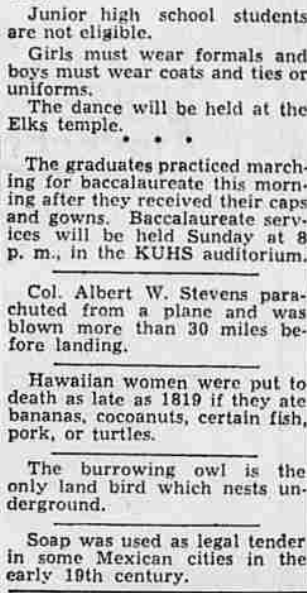 Junior high school students
are not eligible.
Girls must wear formals and
boys must wear coats and ties or
uniforms.
The dance will be held at the
Elks temple.
* * *
The graduates practiced march-
ing for baccalaureate this morn-
ing after they received their caps
and gowns. Baccalaureate serv-
ices will be held Sunday at 8
p. m., in the KUHS auditorium.
Col. Albert W. Stevens para-
chuted from a plane and was
blown more than 30 miles be-
fore landing.
Hawaiian women were put to
death as late as 1819 if they ate
bananas, cocoanuts, certain fish,
pork, or turtles.
The burrowing owl is the
only land bird which nests un-
derground.
Soap was used as legal tender
in some Mexican cities in the
early 19th century.